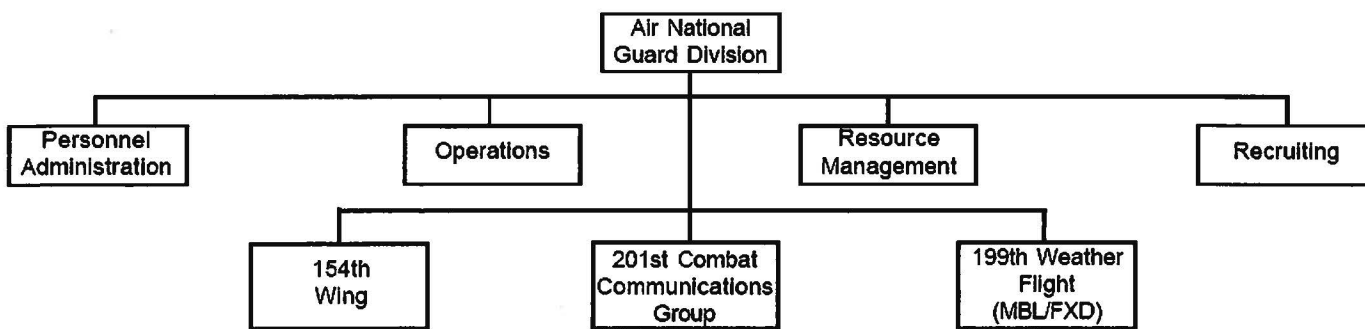 Air National
Guard Division
Personnel
Administration
Operations
Resource
Management
Recruiting
154th
Wing
201st Combat
Communications
Group
199th Weather
Flight
(MBL/FXD)